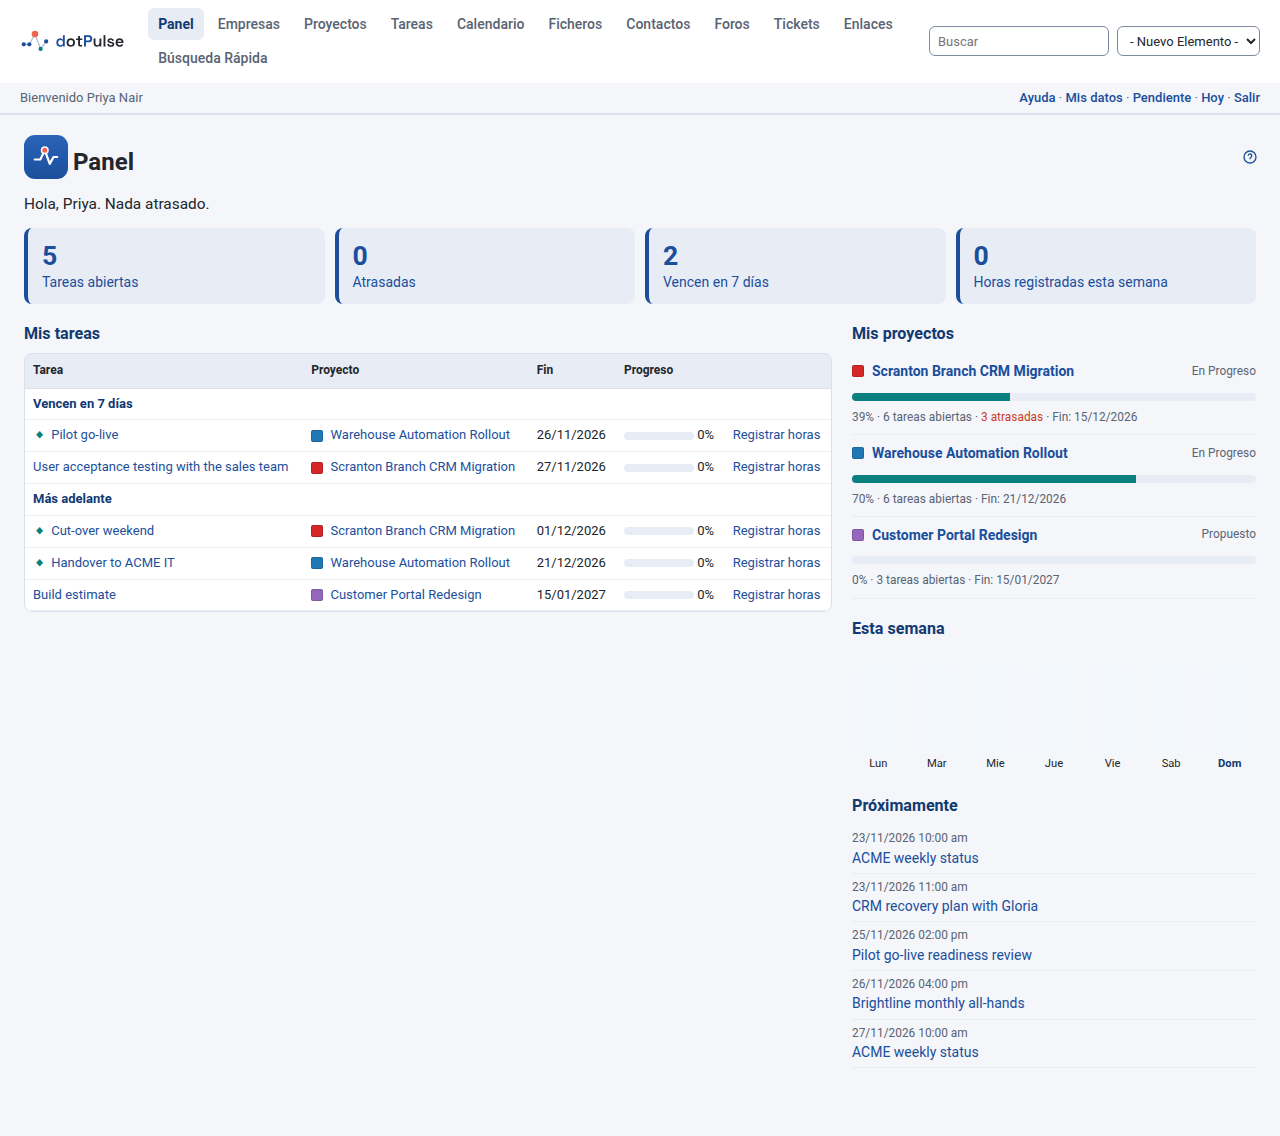 dotPulse
Panel Empresas Proyectos Tareas Calendario Ficheros Contactos Foros Tickets Enlaces
Búsqueda Rápida
Buscar
- Nuevo Elemento -
Bienvenido Priya Nair
Ayuda · Mis datos · Pendiente · Hoy · Salir
Panel
Hola, Priya. Nada atrasado.
5
Tareas abiertas
0
Atrasadas
2
Vencen en 7 días
0
Horas registradas esta semana
Mis tareas
Tarea Proyecto Fin Progreso
Vencen en 7 días
Pilot go-live Warehouse Automation Rollout 26/11/2026 0% Registrar horas
User acceptance testing with the sales team Scranton Branch CRM Migration 27/11/2026 0% Registrar horas
Más adelante
Cut-over weekend Scranton Branch CRM Migration 01/12/2026 0% Registrar horas
Handover to ACME IT Warehouse Automation Rollout 21/12/2026 0% Registrar horas
Build estimate Customer Portal Redesign 15/01/2027 0% Registrar horas
Mis proyectos
Scranton Branch CRM Migration En Progreso
39% · 6 tareas abiertas · 3 atrasadas · Fin: 15/12/2026
Warehouse Automation Rollout En Progreso
70% · 6 tareas abiertas · Fin: 21/12/2026
Customer Portal Redesign Propuesto
0% · 3 tareas abiertas · Fin: 15/01/2027
Esta semana
Lun Mar Mie Jue Vie Sab Dom
Próximamente
23/11/2026 10:00 am
ACME weekly status
23/11/2026 11:00 am
CRM recovery plan with Gloria
25/11/2026 02:00 pm
Pilot go-live readiness review
26/11/2026 04:00 pm
Brightline monthly all-hands
27/11/2026 10:00 am
ACME weekly status